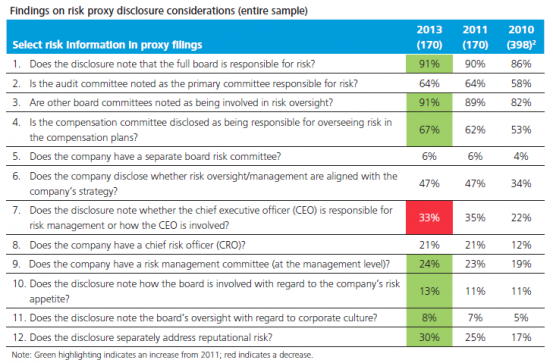 Findings on risk proxy disclosure considerations (entire sample)
Select risk information in proxy filings 2013 (170) 2011 (170) 2010 (398)2
1. Does the disclosure note that the full board is responsible for risk? 91% 90% 86%
2. Is the audit committee noted as the primary committee responsible for risk? 64% 64% 58%
3. Are other board committees noted as being involved in risk oversight? 91% 89% 82%
4. Is the compensation committee disclosed as being responsible for overseeing risk in
the compensation plans? 67% 62% 53%
5. Does the company have a separate board risk committee? 6% 6% 4%
6. Does the company disclose whether risk oversight/management are aligned with the
company's strategy? 47% 47% 34%
7. Does the disclosure note whether the chief executive officer (CEO) is responsible for
risk management or how the CEO is involved? 33% 35% 22%
8. Does the company have a chief risk officer (CRO)? 21% 21% 12%
9. Does the company have a risk management committee (at the management level)? 24% 23% 19%
10. Does the disclosure note how the board is involved with regard to the company's risk
appetite? 13% 11% 11%
11. Does the disclosure note the board's oversight with regard to corporate culture? 8% 7% 5%
12. Does the disclosure separately address reputational risk? 30% 25% 17%
Note: Green highlighting indicates an increase from 2011; red indicates a decrease.